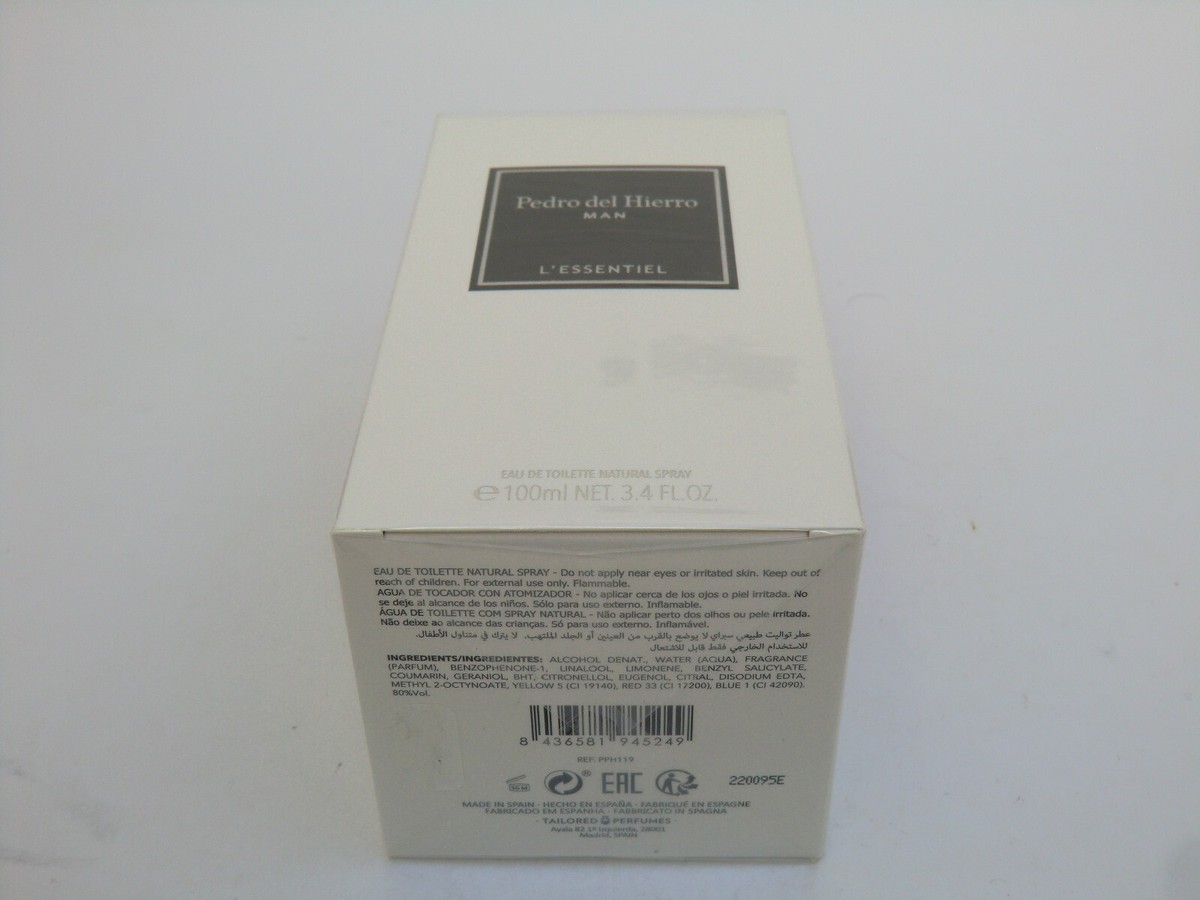 Pedro del Hierro
MAN
L'ESSENTIEL
EAU DE TOILETTE NATURAL SPRAY
℮ 100ml NET. 3.4 FL.OZ.
EAU DE TOILETTE NATURAL SPRAY - Do not apply near eyes or irritated skin. Keep out of
reach of children. For external use only. Flammable.
AGUA DE TOCADOR CON ATOMIZADOR - No aplicar cerca de los ojos o piel irritada. No
se deje al alcance de los niños. Sólo para uso externo. Inflamable.
ÁGUA DE TOILETTE COM SPRAY NATURAL - Não aplicar perto dos olhos ou pele irritada.
Não deixe ao alcance das crianças. Só para uso externo. Inflamável.
عطر تواليت طبيعي سبراي لا يوضع بالقرب من العينين أو الجلد الملتهب. لا يترك في متناول الأطفال.
للاستخدام الخارجي فقط قابل للاشتعال
INGREDIENTS/INGREDIENTES: ALCOHOL DENAT., WATER (AQUA), FRAGRANCE
(PARFUM), BENZOPHENONE-1, LINALOOL, LIMONENE, BENZYL SALICYLATE,
COUMARIN, GERANIOL, BHT, CITRONELLOL, EUGENOL, CITRAL, DISODIUM EDTA,
METHYL 2-OCTYNOATE, YELLOW 5 (CI 19140), RED 33 (CI 17200), BLUE 1 (CI 42090).
80%Vol.
8 436581 945249
REF. PPH119
36 M
EAC
220095E
MADE IN SPAIN · HECHO EN ESPAÑA · FABRIQUÉ EN ESPAGNE
FABRICADO EM ESPANHA · FABBRICATO IN SPAGNA
· TAILORED PERFUMES ·
Ayala 83 1º Izquierda, 28001
Madrid, SPAIN